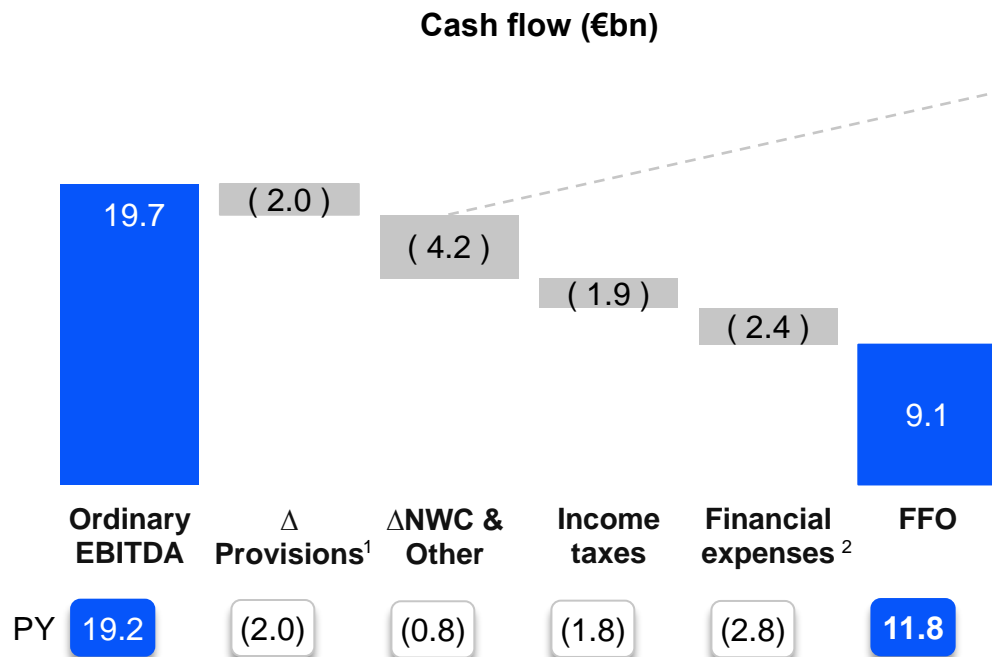 Cash flow (€bn)
19.7
( 2.0 )
( 4.2 )
( 1.9 )
( 2.4 )
9.1
Ordinary EBITDA
∆ Provisions¹
∆NWC & Other
Income taxes
Financial expenses ²
FFO
PY 19.2 (2.0) (0.8) (1.8) (2.8) 11.8